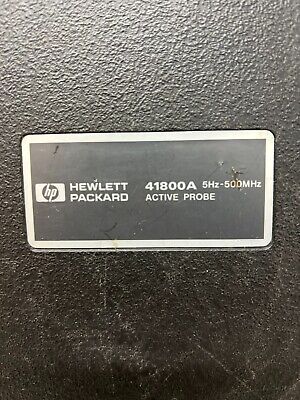 hp HEWLETT PACKARD
41800A 5Hz-500MHz
ACTIVE PROBE